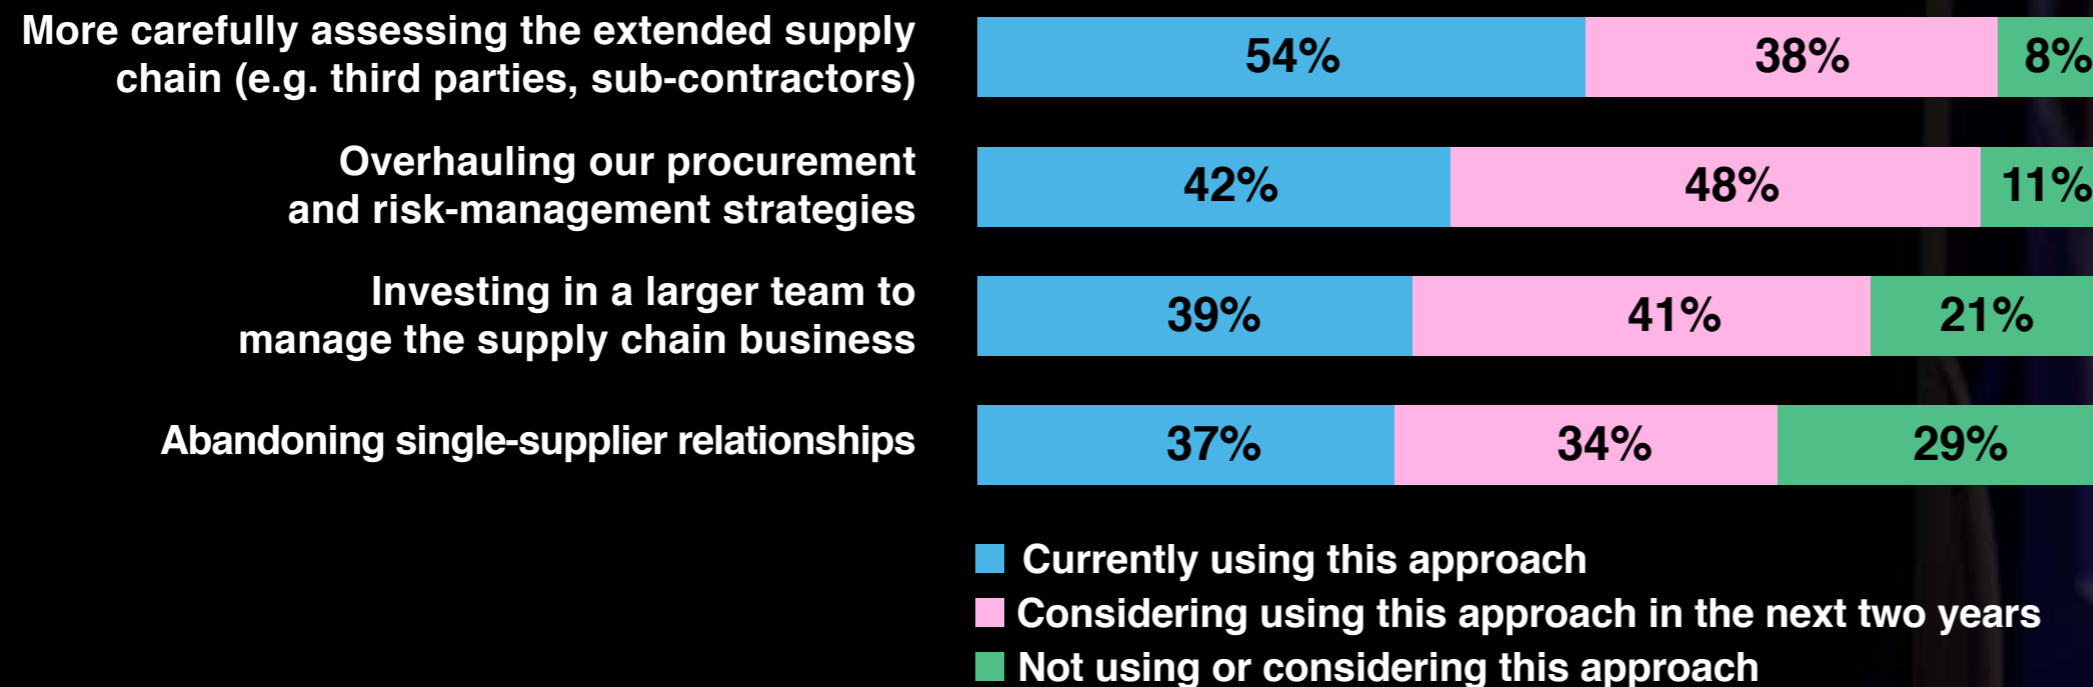 More carefully assessing the extended supply
chain (e.g. third parties, sub-contractors)
54% 38% 8%
Overhauling our procurement
and risk-management strategies
42% 48% 11%
Investing in a larger team to
manage the supply chain business
39% 41% 21%
Abandoning single-supplier relationships
37% 34% 29%
Currently using this approach
Considering using this approach in the next two years
Not using or considering this approach